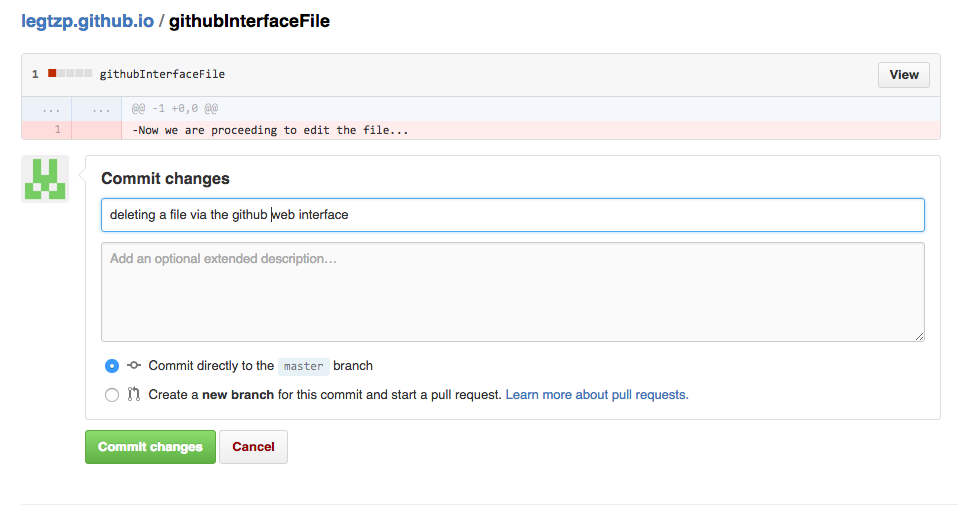 legtzp.github.io / githubInterfaceFile
1 githubInterfaceFile View
... ... @@ -1 +0,0 @@
1 -Now we are proceeding to edit the file...
Commit changes
deleting a file via the github web interface
Add an optional extended description…
Commit directly to the master branch
Create a new branch for this commit and start a pull request. Learn more about pull requests.
Commit changes Cancel